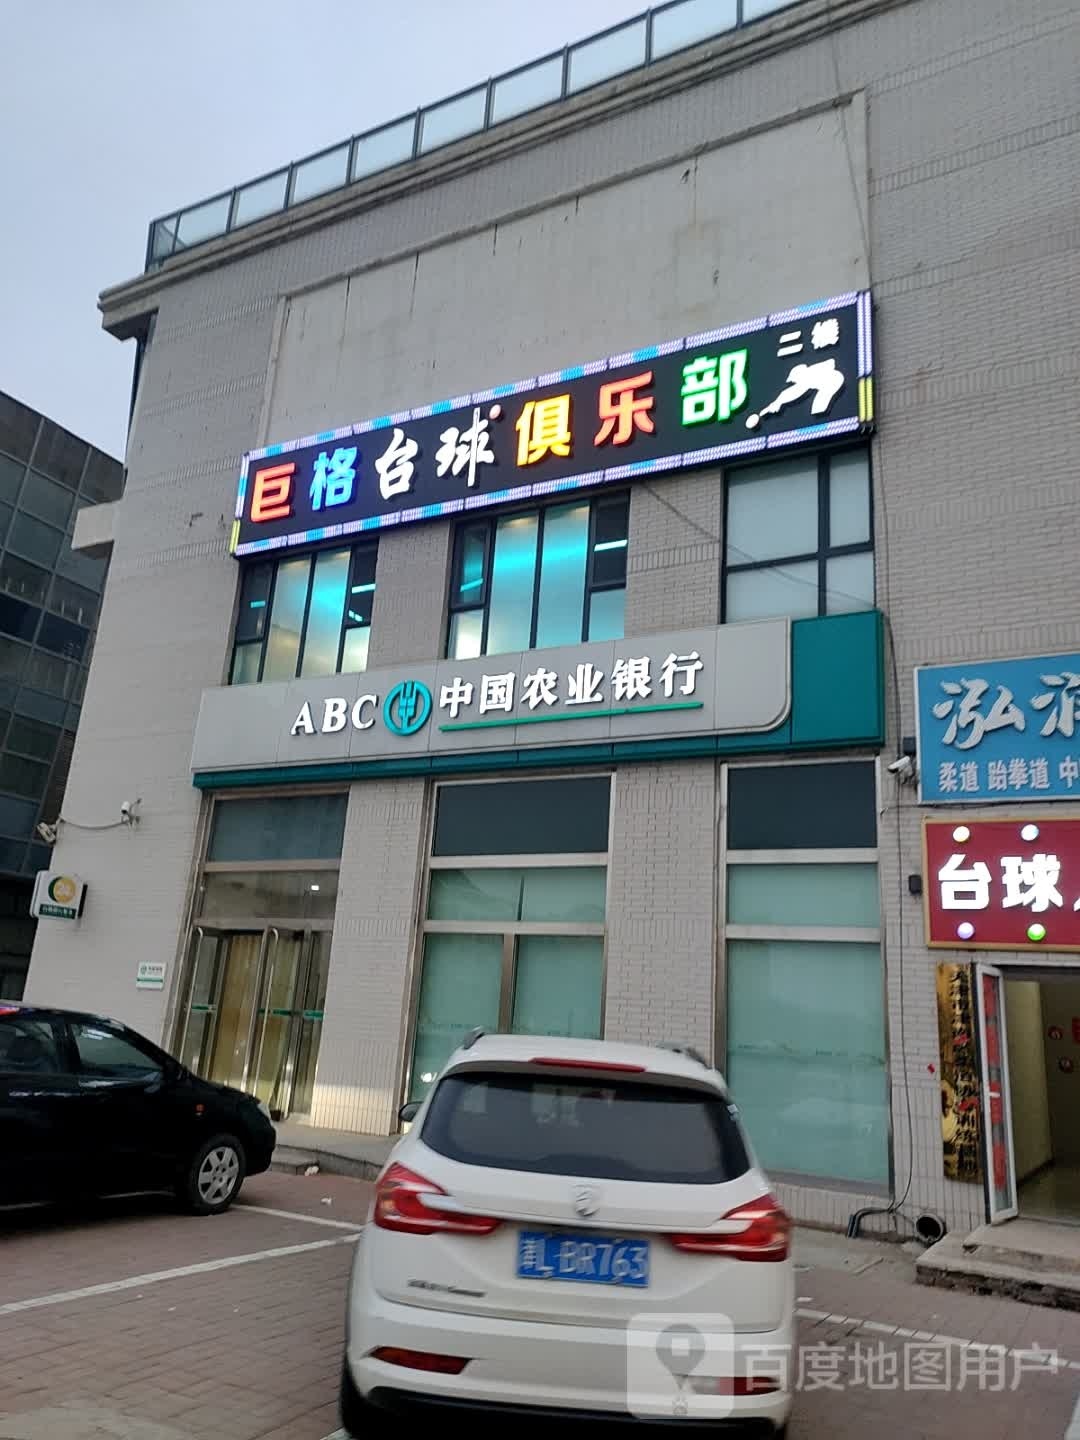 二楼
巨格台球俱乐部
ABC 中国农业银行
泓润
柔道 跆拳道 中
台球
24
津L BR763
百度地图用户